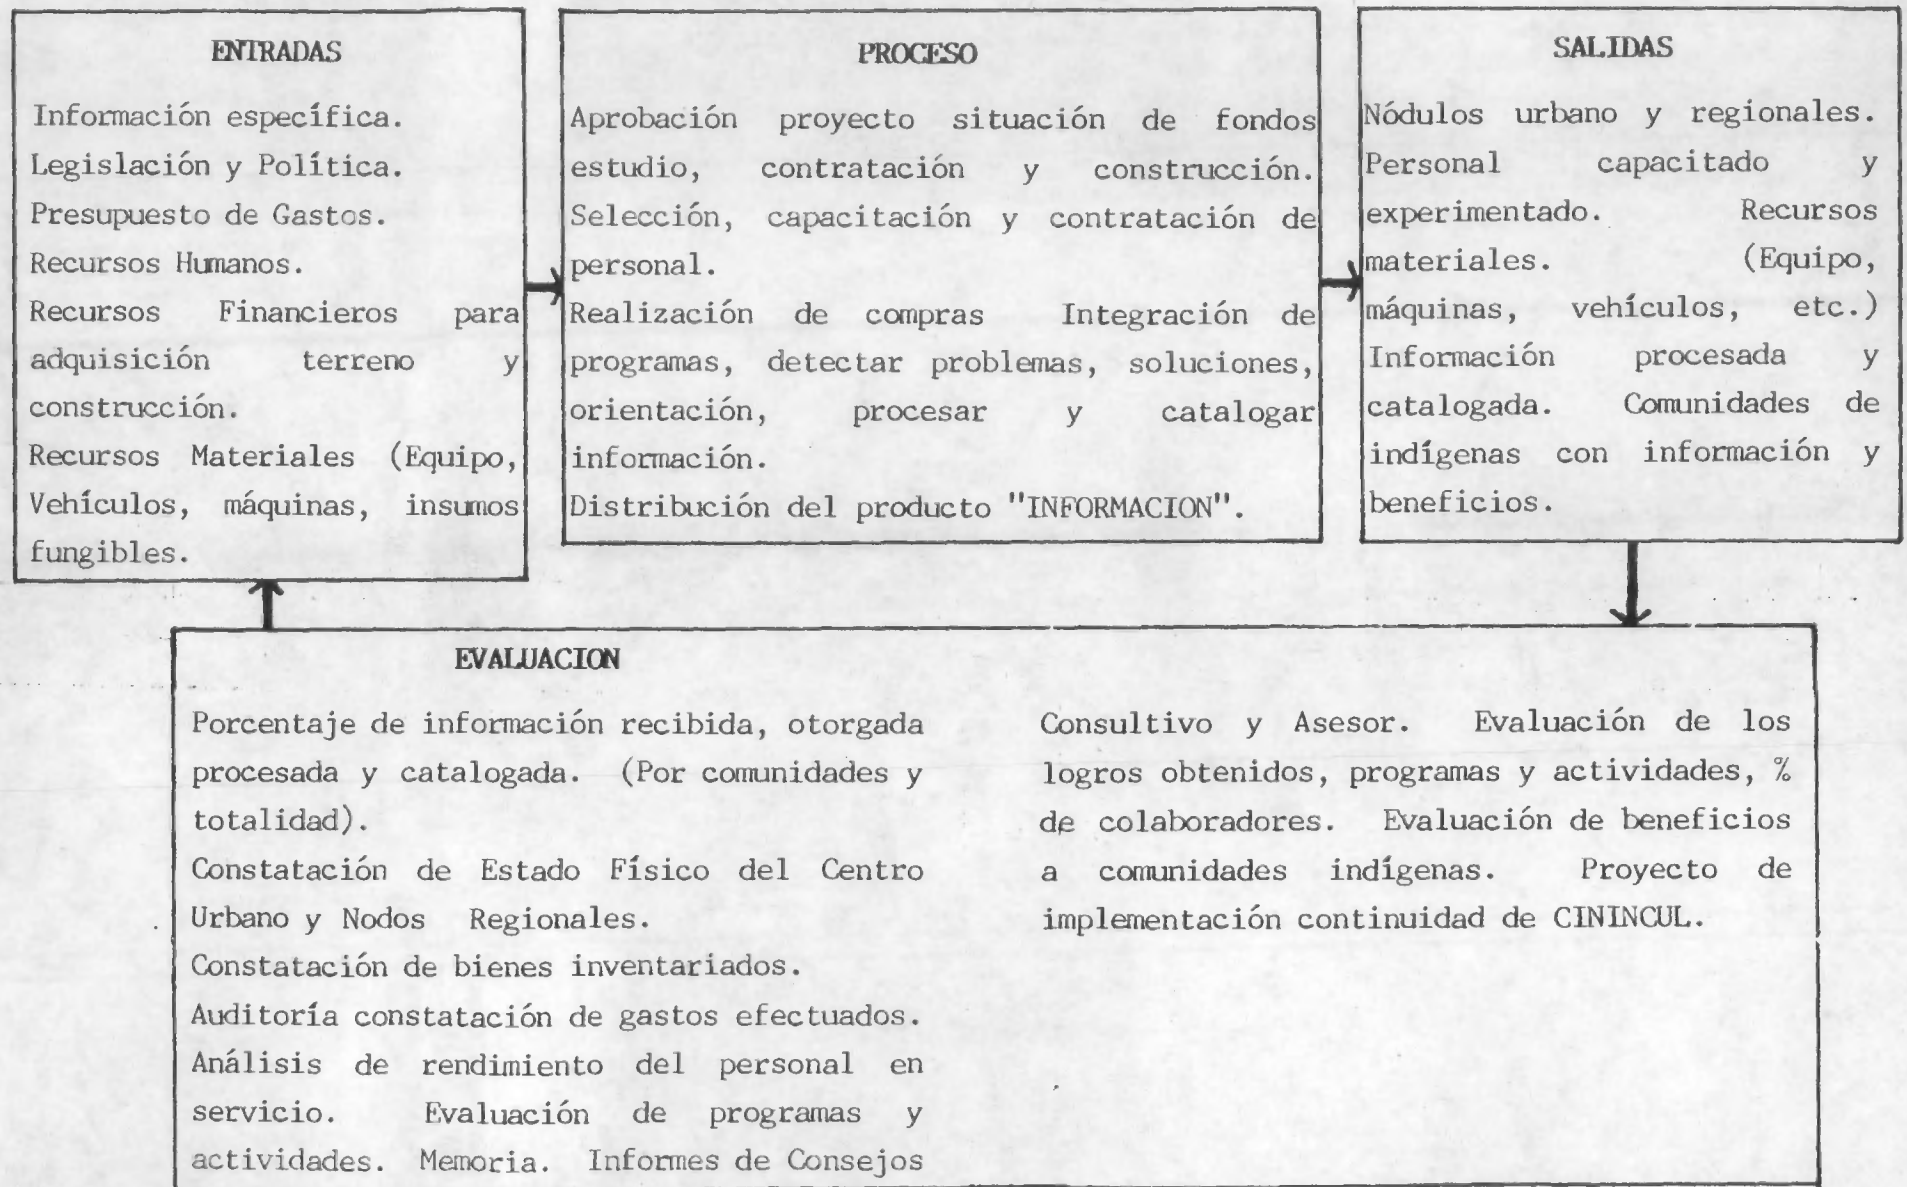 ENTRADAS
Información específica.
Legislación y Política.
Presupuesto de Gastos.
Recursos Humanos.
Recursos Financieros para
adquisición terreno y
construcción.
Recursos Materiales (Equipo,
Vehículos, máquinas, insumos
fungibles.
PROCESO
Aprobación proyecto situación de fondos
estudio, contratación y construcción.
Selección, capacitación y contratación de
personal.
Realización de compras Integración de
programas, detectar problemas, soluciones,
orientación, procesar y catalogar
información.
Distribución del producto "INFORMACION".
SALIDAS
Nódulos urbano y regionales.
Personal capacitado y
experimentado. Recursos
materiales. (Equipo,
máquinas, vehículos, etc.)
Información procesada y
catalogada. Comunidades de
indígenas con información y
beneficios.
EVALUACION
Porcentaje de información recibida, otorgada
procesada y catalogada. (Por comunidades y
totalidad).
Constatación de Estado Físico del Centro
Urbano y Nodos Regionales.
Constatación de bienes inventariados.
Auditoría constatación de gastos efectuados.
Análisis de rendimiento del personal en
servicio. Evaluación de programas y
actividades. Memoria. Informes de Consejos
Consultivo y Asesor. Evaluación de los
logros obtenidos, programas y actividades, %
de colaboradores. Evaluación de beneficios
a comunidades indígenas. Proyecto de
implementación continuidad de CININCUL.